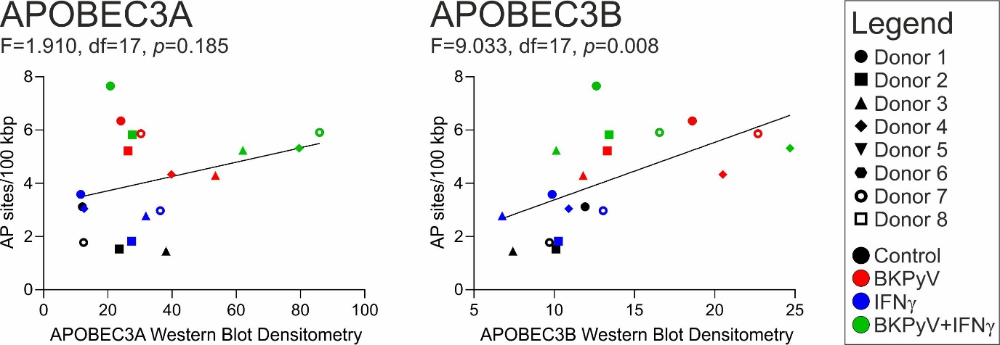 APOBEC3A
F=1.910, df=17, p=0.185
AP sites/100 kbp
8
6
4
2
0
0 20 40 60 80 100
APOBEC3A Western Blot Densitometry
APOBEC3B
F=9.033, df=17, p=0.008
AP sites/100 kbp
8
6
4
2
0
5 10 15 20 25
APOBEC3B Western Blot Densitometry
Legend
Donor 1
Donor 2
Donor 3
Donor 4
Donor 5
Donor 6
Donor 7
Donor 8
Control
BKPyV
IFNγ
BKPyV+IFNγ